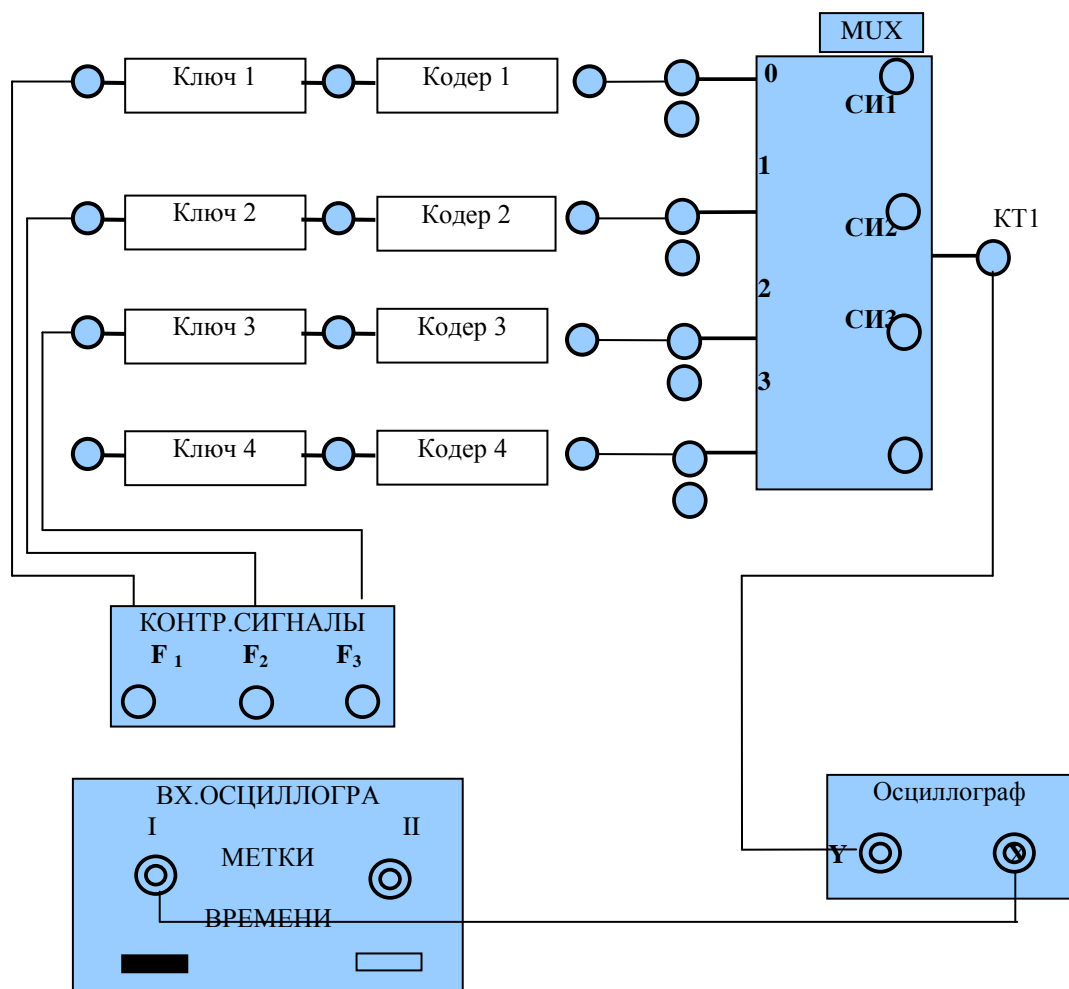 MUX
Ключ 1
Кодер 1
0
СИ1
1
Ключ 2
Кодер 2
СИ2
КТ1
2
Ключ 3
Кодер 3
СИ3
3
Ключ 4
Кодер 4
КОНТР.СИГНАЛЫ
F 1 F2 F3
ВХ.ОСЦИЛЛОГРА
I II
МЕТКИ
ВРЕМЕНИ
Осциллограф
Y X